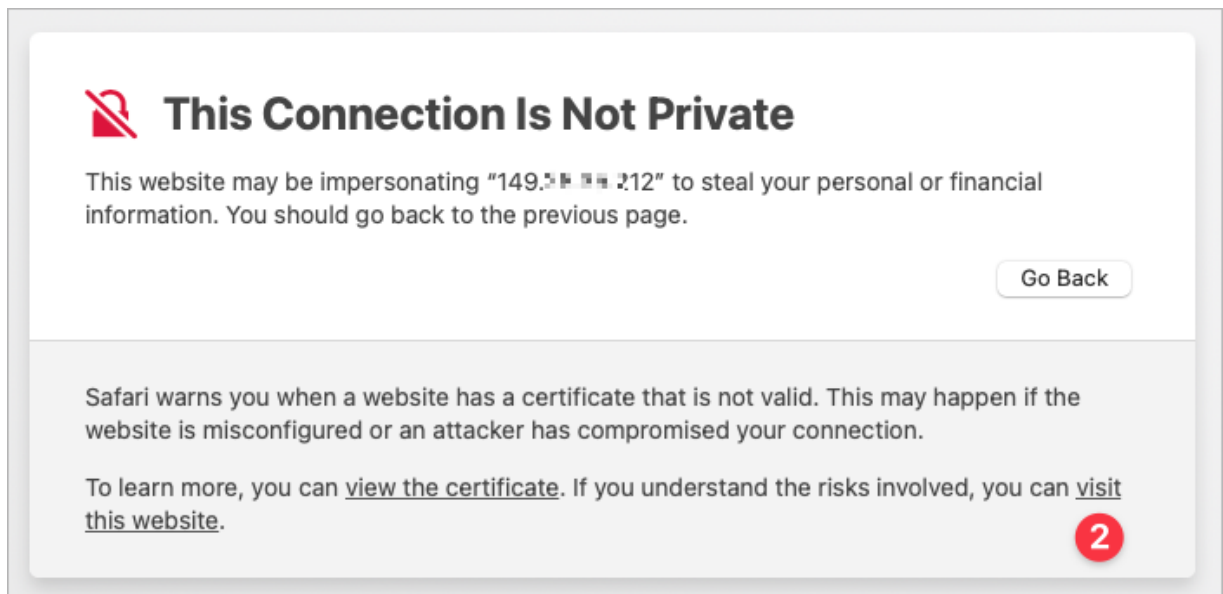 This Connection Is Not Private
This website may be impersonating "149. 212" to steal your personal or financial
information. You should go back to the previous page.
Go Back
Safari warns you when a website has a certificate that is not valid. This may happen if the
website is misconfigured or an attacker has compromised your connection.
To learn more, you can view the certificate. If you understand the risks involved, you can visit
this website.
2